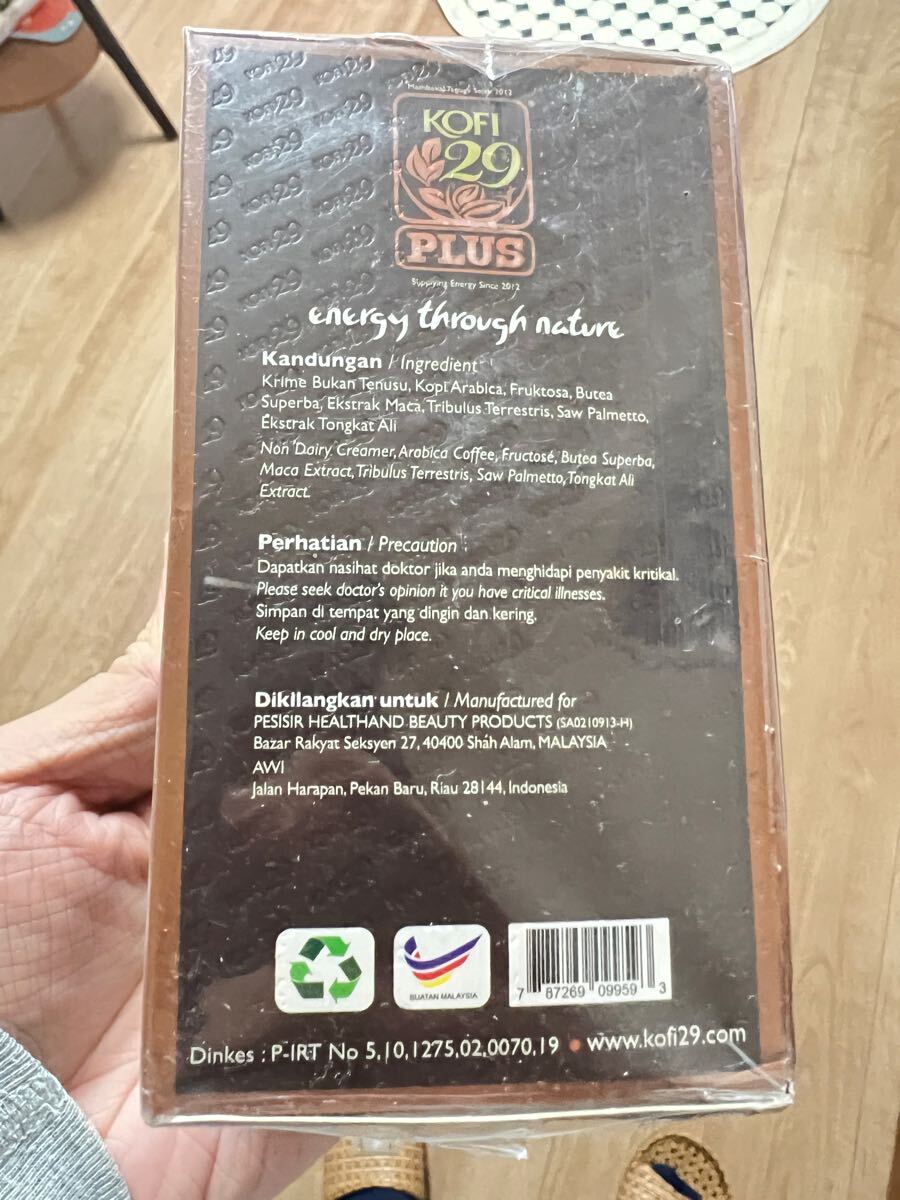 Membekal Tenaga Sejak 2012
KOFI
29
PLUS
Supplying Energy Since 2012
energy through nature
Kandungan / Ingredient :
Krime Bukan Tenusu, Kopi Arabica, Fruktosa, Butea
Superba, Ekstrak Maca, Tribulus Terrestris, Saw Palmetto,
Ekstrak Tongkat Ali
Non Dairy Creamer, Arabica Coffee, Fructose, Butea Superba,
Maca Extract, Tribulus Terrestris, Saw Palmetto, Tongkat Ali
Extract.
Perhatian / Precaution :
Dapatkan nasihat doktor jika anda menghidapi penyakit kritikal.
Please seek doctor's opinion it you have critical illnesses.
Simpan di tempat yang dingin dan kering.
Keep in cool and dry place.
Dikilangkan untuk / Manufactured for
PESISIR HEALTHAND BEAUTY PRODUCTS (SA0210913-H)
Bazar Rakyat Seksyen 27, 40400 Shah Alam, MALAYSIA
AWI
Jalan Harapan, Pekan Baru, Riau 28144, Indonesia
BUATAN MALAYSIA
7 87269 09959 3
Dinkes : P-IRT No 5.10.1275.02.0070.19 • www.kofi29.com